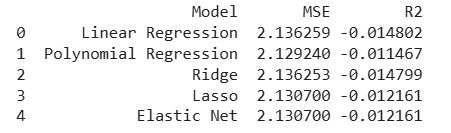 Model MSE R2
0 Linear Regression 2.136259 -0.014802
1 Polynomial Regression 2.129240 -0.011467
2 Ridge 2.136253 -0.014799
3 Lasso 2.130700 -0.012161
4 Elastic Net 2.130700 -0.012161